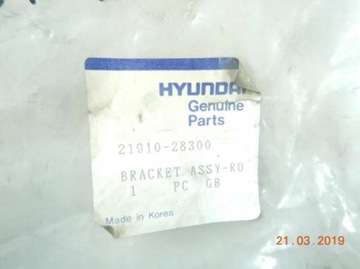 HYUNDAI
Genuine
Parts
21910-28300
BRACKET ASSY-RO
1 PC GB
Made in Korea
21.03.2019